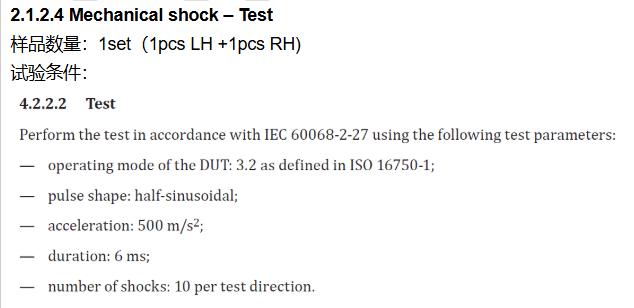 2.1.2.4 Mechanical shock – Test
样品数量：1set（1pcs LH +1pcs RH)
试验条件：
4.2.2.2 Test
Perform the test in accordance with IEC 60068-2-27 using the following test parameters:
— operating mode of the DUT: 3.2 as defined in ISO 16750-1;
— pulse shape: half-sinusoidal;
— acceleration: 500 m/s²;
— duration: 6 ms;
— number of shocks: 10 per test direction.